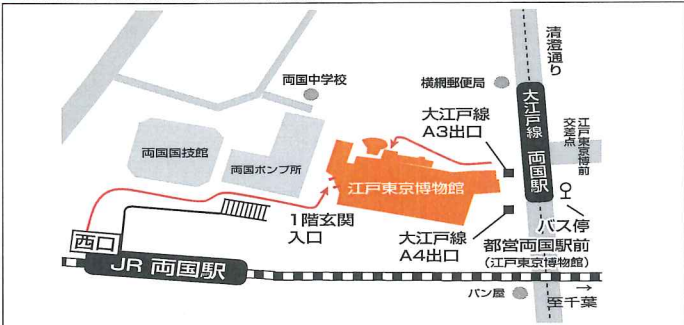 清澄通り
両国中学校
横網郵便局
大江戸線
A3出口
大江戸線 両国駅
江戸東京博前
交差点
両国国技館
両国ポンプ所
江戸東京博物館
1階玄関
入口
大江戸線
A4出口
バス停
都営両国駅前
(江戸東京博物館)
西口
JR 両国駅
パン屋
至千葉